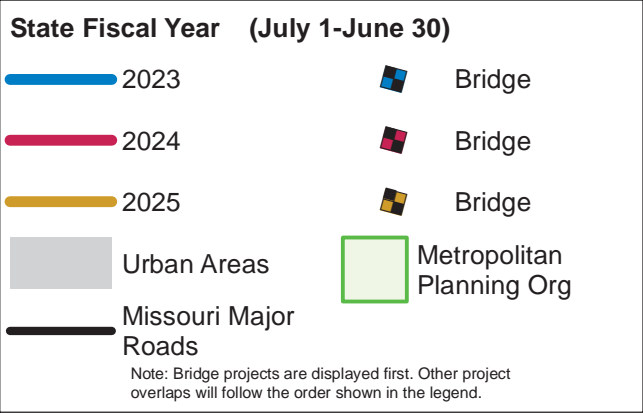 State Fiscal Year (July 1-June 30)
2023 Bridge
2024 Bridge
2025 Bridge
Urban Areas
Metropolitan
Planning Org
Missouri Major
Roads
Note: Bridge projects are displayed first. Other project
overlaps will follow the order shown in the legend.